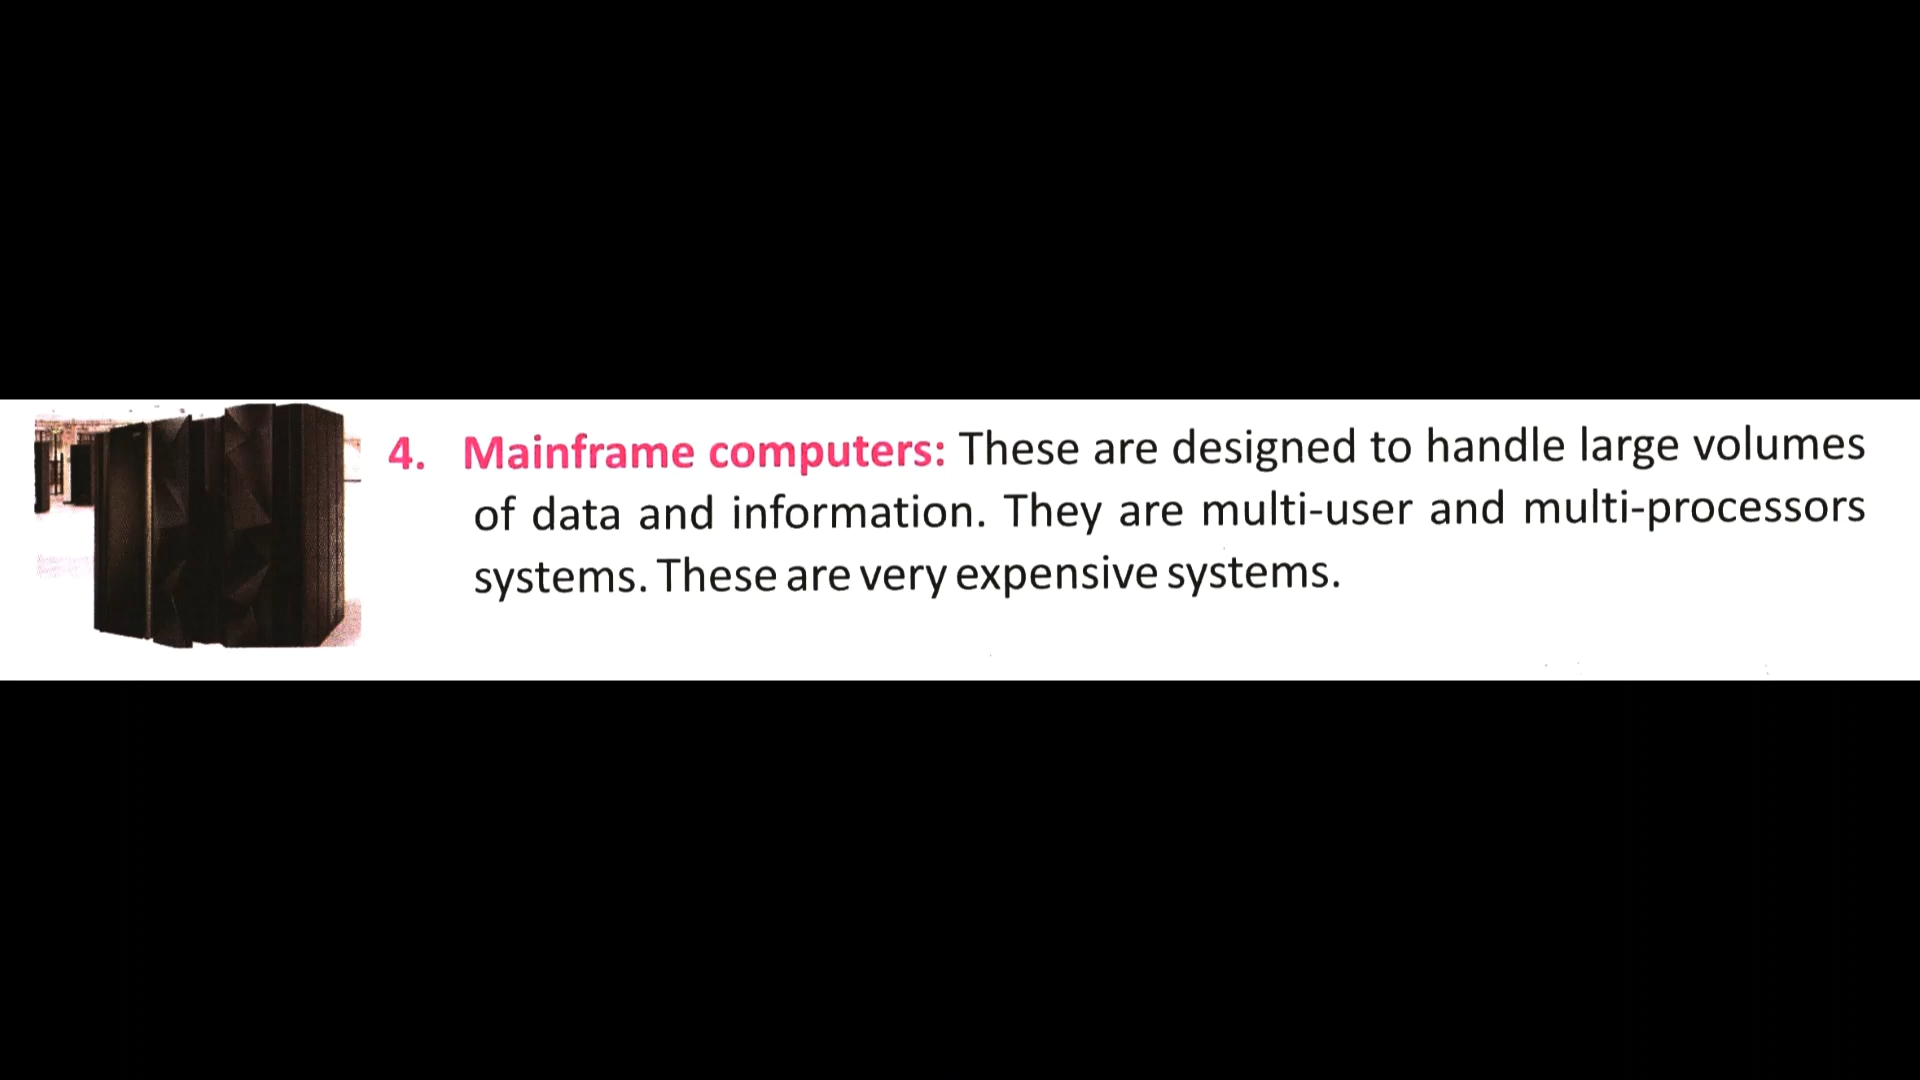 4. Mainframe computers: These are designed to handle large volumes
of data and information. They are multi-user and multi-processors
systems. These are very expensive systems.